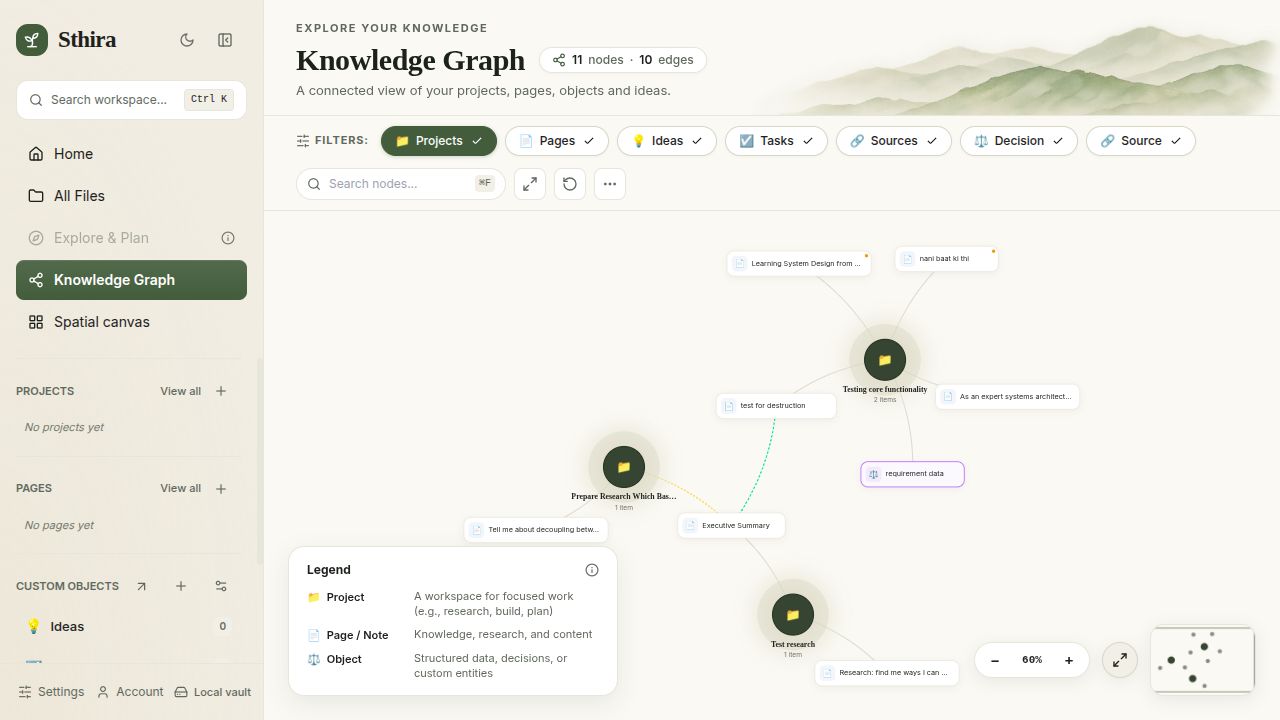 Sthira
Search workspace... Ctrl K
Home
All Files
Explore & Plan
Knowledge Graph
Spatial canvas
PROJECTS View all
No projects yet
PAGES View all
No pages yet
CUSTOM OBJECTS
Ideas 0
Settings Account Local vault
EXPLORE YOUR KNOWLEDGE
Knowledge Graph 11 nodes · 10 edges
A connected view of your projects, pages, objects and ideas.
FILTERS: Projects Pages Ideas Tasks Sources Decision Source
Search nodes... ⌘F
Learning System Design from ...
nani baat ki thi
Testing core functionality
2 items
As an expert systems architect...
test for destruction
requirement data
Prepare Research Which Bas...
1 item
Tell me about decoupling betw...
Executive Summary
Test research
1 item
Research: find me ways I can ...
Legend
Project A workspace for focused work
(e.g., research, build, plan)
Page / Note Knowledge, research, and content
Object Structured data, decisions, or
custom entities
− 60% +